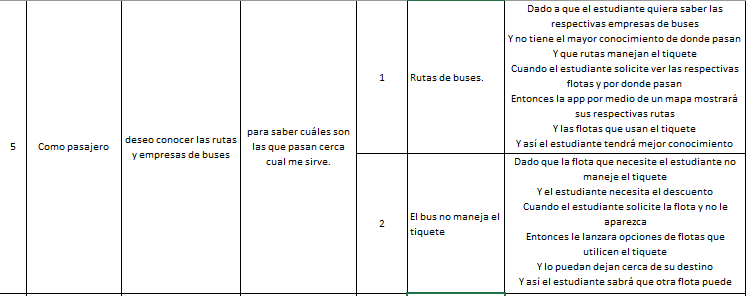 5
Como pasajero
deseo conocer las rutas
y empresas de buses
para saber cuáles son
las que pasan cerca
cual me sirve.
1
Rutas de buses.
Dado a que el estudiante quiera saber las
respectivas empresas de buses
Y no tiene el mayor conocimiento de donde pasan
Y que rutas manejan el tiquete
Cuando el estudiante solicite ver las respectivas
flotas y por donde pasan
Entonces la app por medio de un mapa mostrará
sus respectivas rutas
Y las flotas que usan el tiquete
Y así el estudiante tendrá mejor conocimiento
2
El bus no maneja el
tiquete
Dado que la flota que necesite el estudiante no
maneje el tiquete
Y el estudiante necesita el descuento
Cuando el estudiante solicite la flota y no le
aparezca
Entonces le lanzara opciones de flotas que
utilicen el tiquete
Y lo puedan dejan cerca de su destino
Y así el estudiante sabrá que otra flota puede